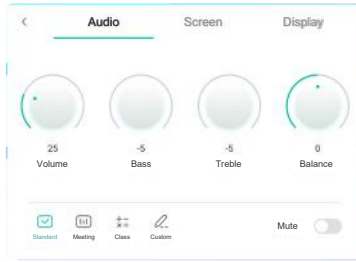 Audio Screen Display
25 -5 -5 0
Volume Bass Treble Balance
Standard Meeting Class Custom Mute